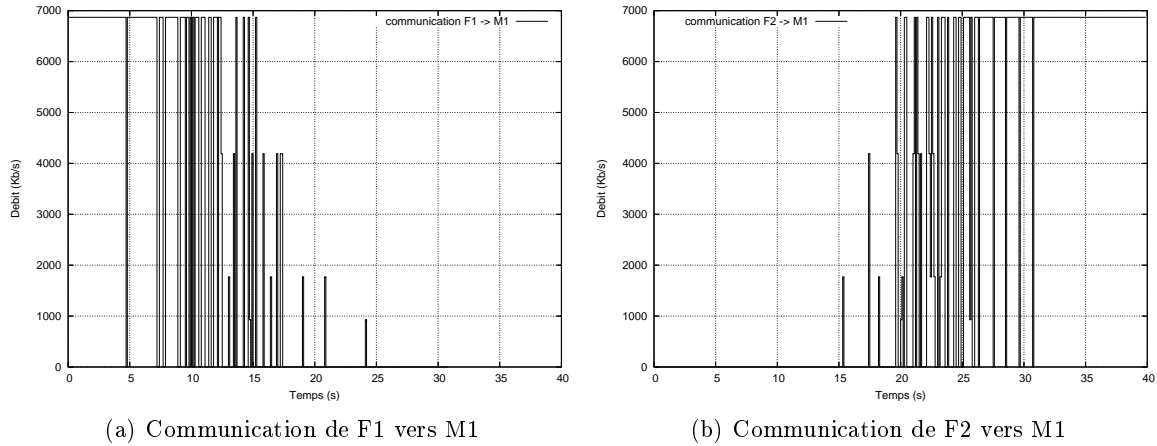 7000
6000
5000
4000
3000
2000
1000
0
Debit (Kb/s)
communication F1 -> M1
0 5 10 15 20 25 30 35 40
Temps (s)
(a) Communication de F1 vers M1
7000
6000
5000
4000
3000
2000
1000
0
Debit (Kb/s)
communication F2 -> M1
0 5 10 15 20 25 30 35 40
Temps (s)
(b) Communication de F2 vers M1